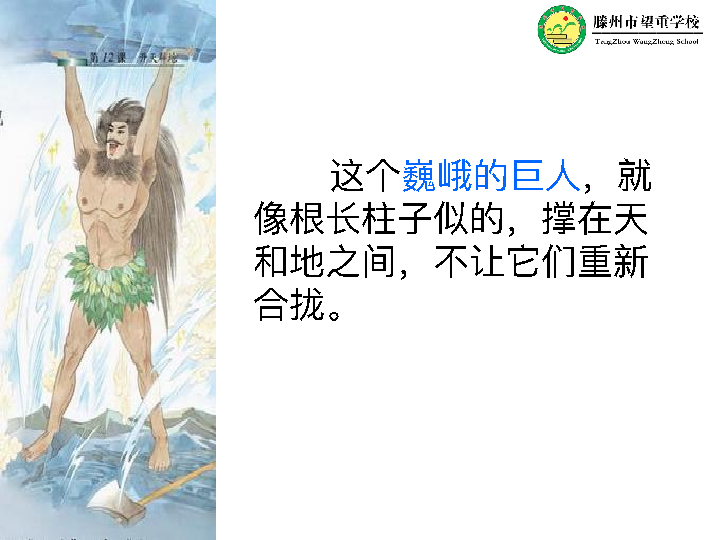 第12课 开天辟地
滕州市望重学校
TengZhou WangZhong School
这个巍峨的巨人，就
像根长柱子似的，撑在天
和地之间，不让它们重新
合拢。